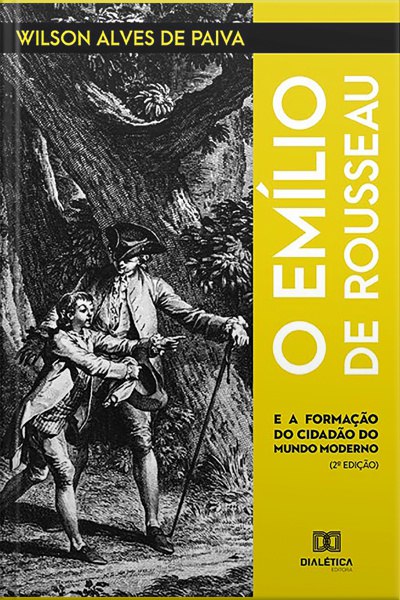 WILSON ALVES DE PAIVA
O EMÍLIO
DE ROUSSEAU
E A FORMAÇÃO
DO CIDADÃO DO
MUNDO MODERNO
(2ª EDIÇÃO)
DIALÉTICA
EDITORA